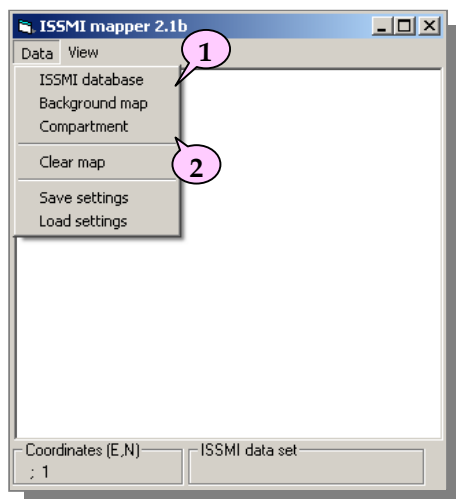 ISSMI mapper 2.1b
Data View
1
ISSMI database
Background map
Compartment
2
Clear map
Save settings
Load settings
Coordinates (E,N) ISSMI data set
; 1